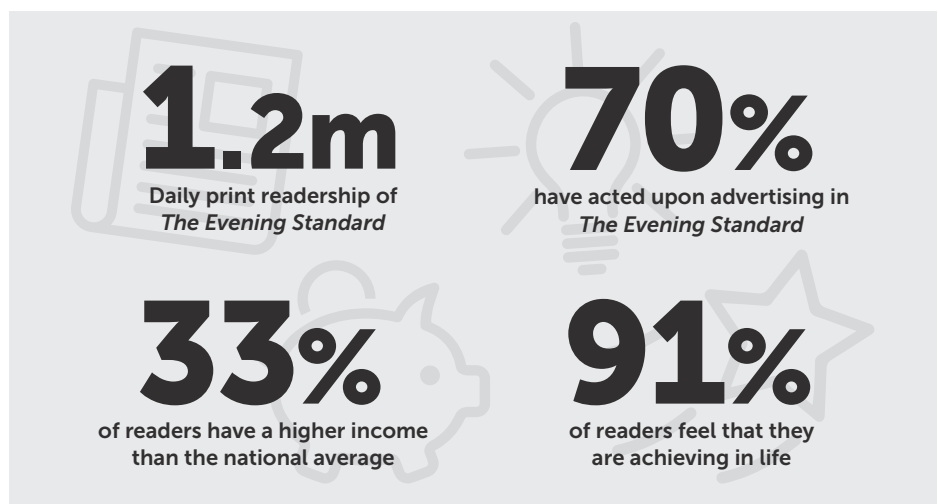 1.2m
Daily print readership of
The Evening Standard
70%
have acted upon advertising in
The Evening Standard
33%
of readers have a higher income
than the national average
91%
of readers feel that they
are achieving in life